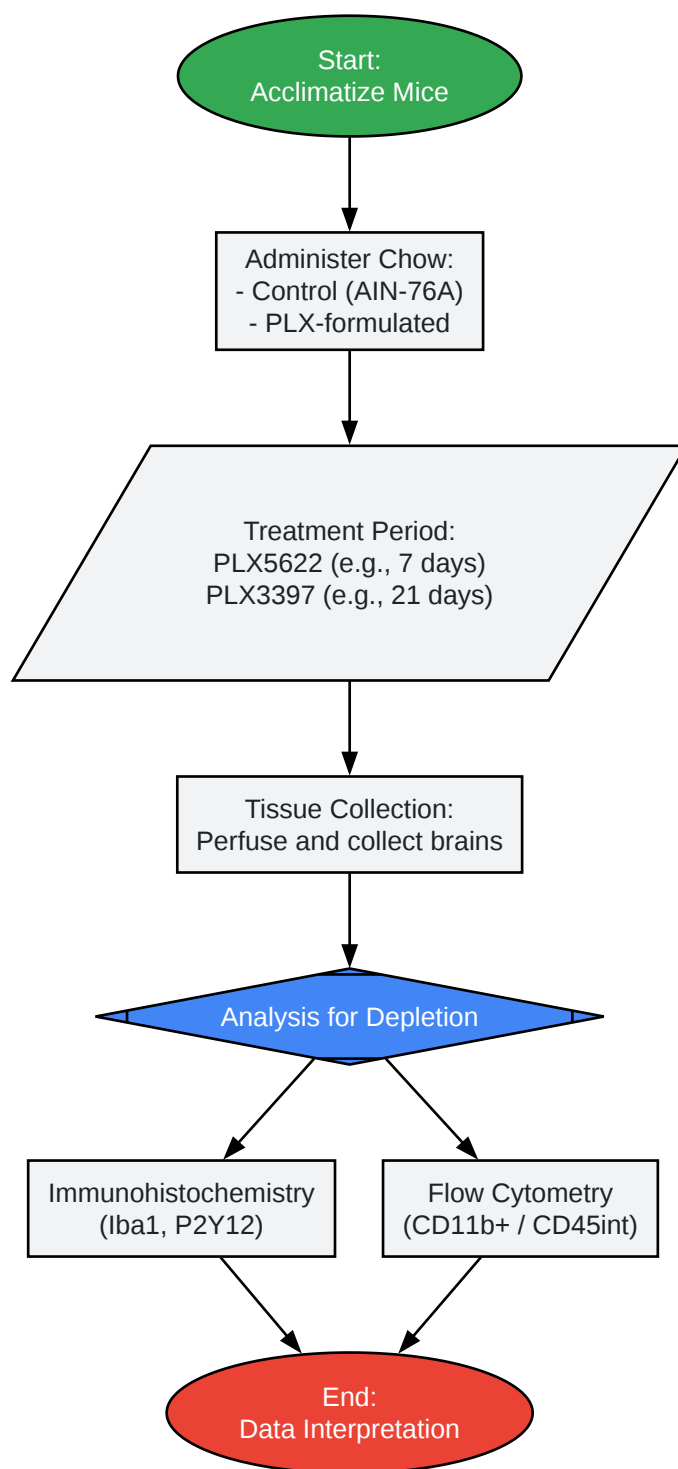 Start:
Acclimatize Mice
Administer Chow:
- Control (AIN-76A)
- PLX-formulated
Treatment Period:
PLX5622 (e.g., 7 days)
PLX3397 (e.g., 21 days)
Tissue Collection:
Perfuse and collect brains
Analysis for Depletion
Immunohistochemistry
(Iba1, P2Y12)
Flow Cytometry
(CD11b+ / CD45int)
End:
Data Interpretation